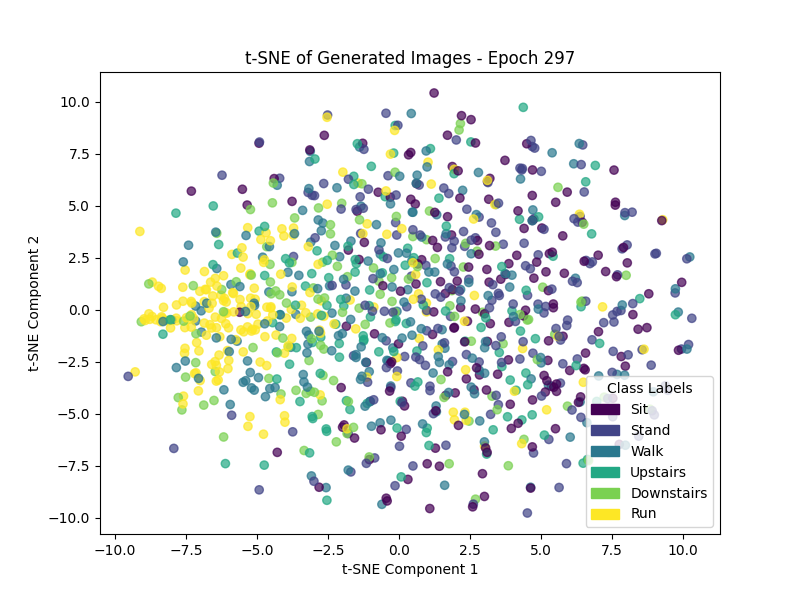 t-SNE of Generated Images - Epoch 297
t-SNE Component 2
10.0
7.5
5.0
2.5
0.0
−2.5
−5.0
−7.5
−10.0
Class Labels
Sit
Stand
Walk
Upstairs
Downstairs
Run
−10.0 −7.5 −5.0 −2.5 0.0 2.5 5.0 7.5 10.0
t-SNE Component 1